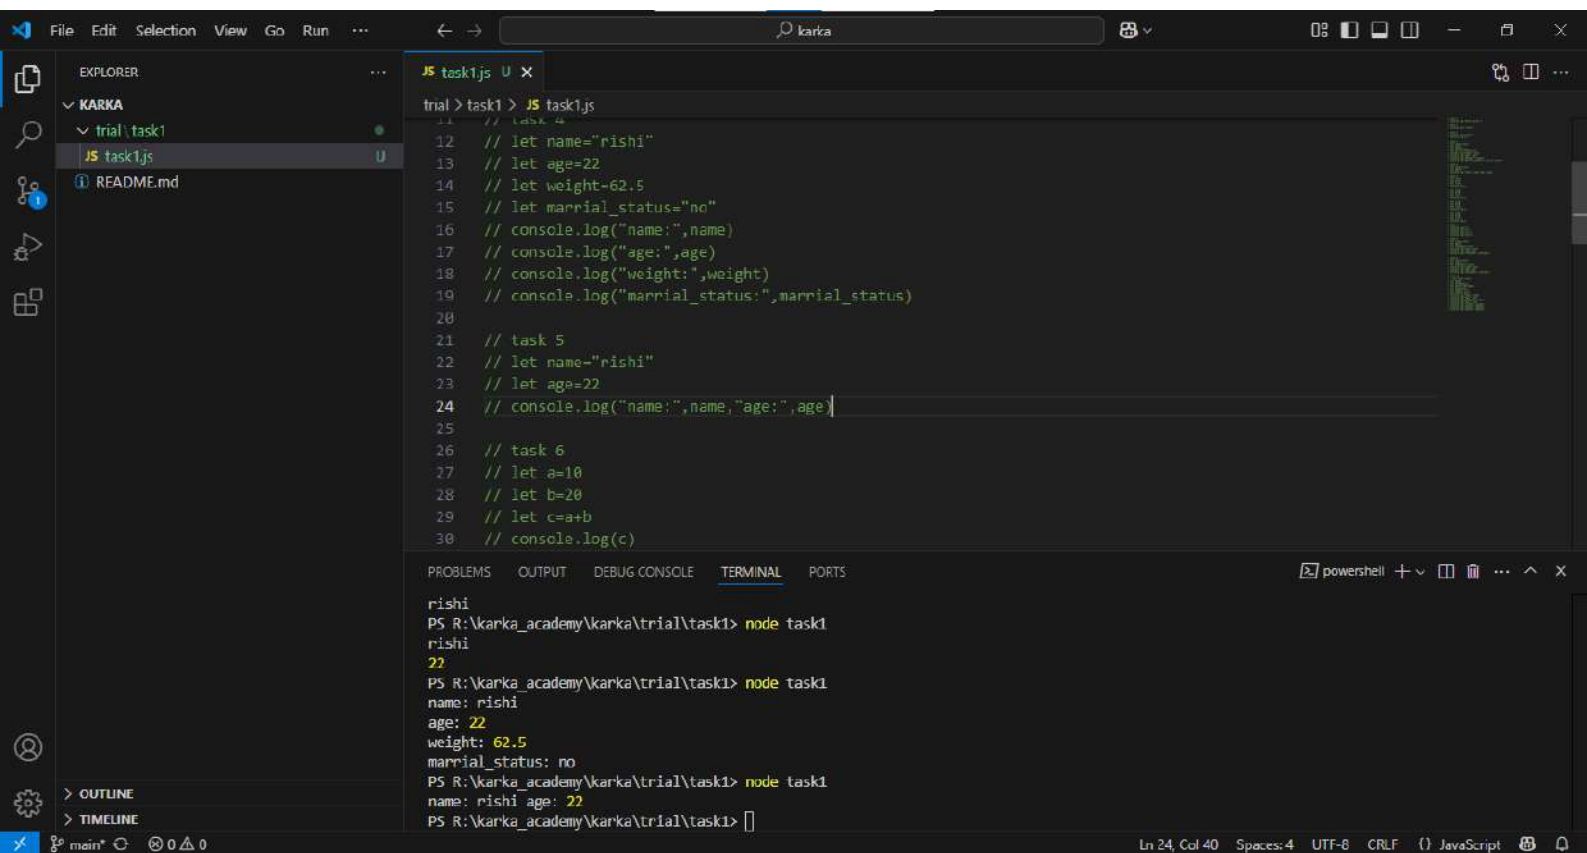 File Edit Selection View Go Run ···
karka
EXPLORER ···
KARKA
trial \ task1
JS task1.js U
README.md
JS task1.js U
trial > task1 > JS task1.js
11 // task 4
12 // let name="rishi"
13 // let age=22
14 // let weight=62.5
15 // let marrial_status="no"
16 // console.log("name:",name)
17 // console.log("age:",age)
18 // console.log("weight:",weight)
19 // console.log("marrial_status:",marrial_status)
20
21 // task 5
22 // let name="rishi"
23 // let age=22
24 // console.log("name:",name,"age:",age)
25
26 // task 6
27 // let a=10
28 // let b=20
29 // let c=a+b
30 // console.log(c)
PROBLEMS OUTPUT DEBUG CONSOLE TERMINAL PORTS
powershell
rishi
PS R:\karka_academy\karka\trial\task1> node task1
rishi
22
PS R:\karka_academy\karka\trial\task1> node task1
name: rishi
age: 22
weight: 62.5
marrial_status: no
PS R:\karka_academy\karka\trial\task1> node task1
name: rishi age: 22
PS R:\karka_academy\karka\trial\task1>
1
OUTLINE
TIMELINE
main* 0 0
Ln 24, Col 40 Spaces: 4 UTF-8 CRLF {} JavaScript